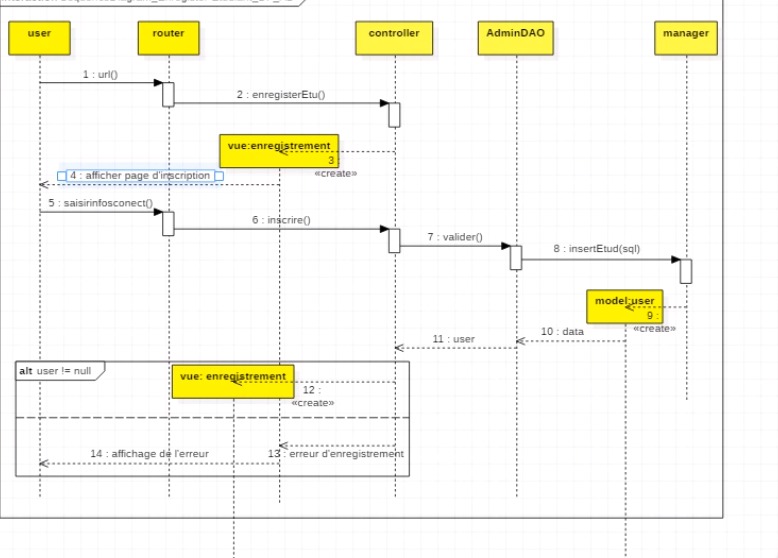 user
router
controller
AdminDAO
manager
1 : url()
2 : enregisterEtu()
vue:enregistrement
3 :
«create»
4 : afficher page d'inscription
5 : saisirinfosconect()
6 : inscrire()
7 : valider()
8 : insertEtud(sql)
model:user
9 :
«create»
10 : data
11 : user
alt user != null
vue: enregistrement
12 :
«create»
13 : erreur d'enregistrement
14 : affichage de l'erreur